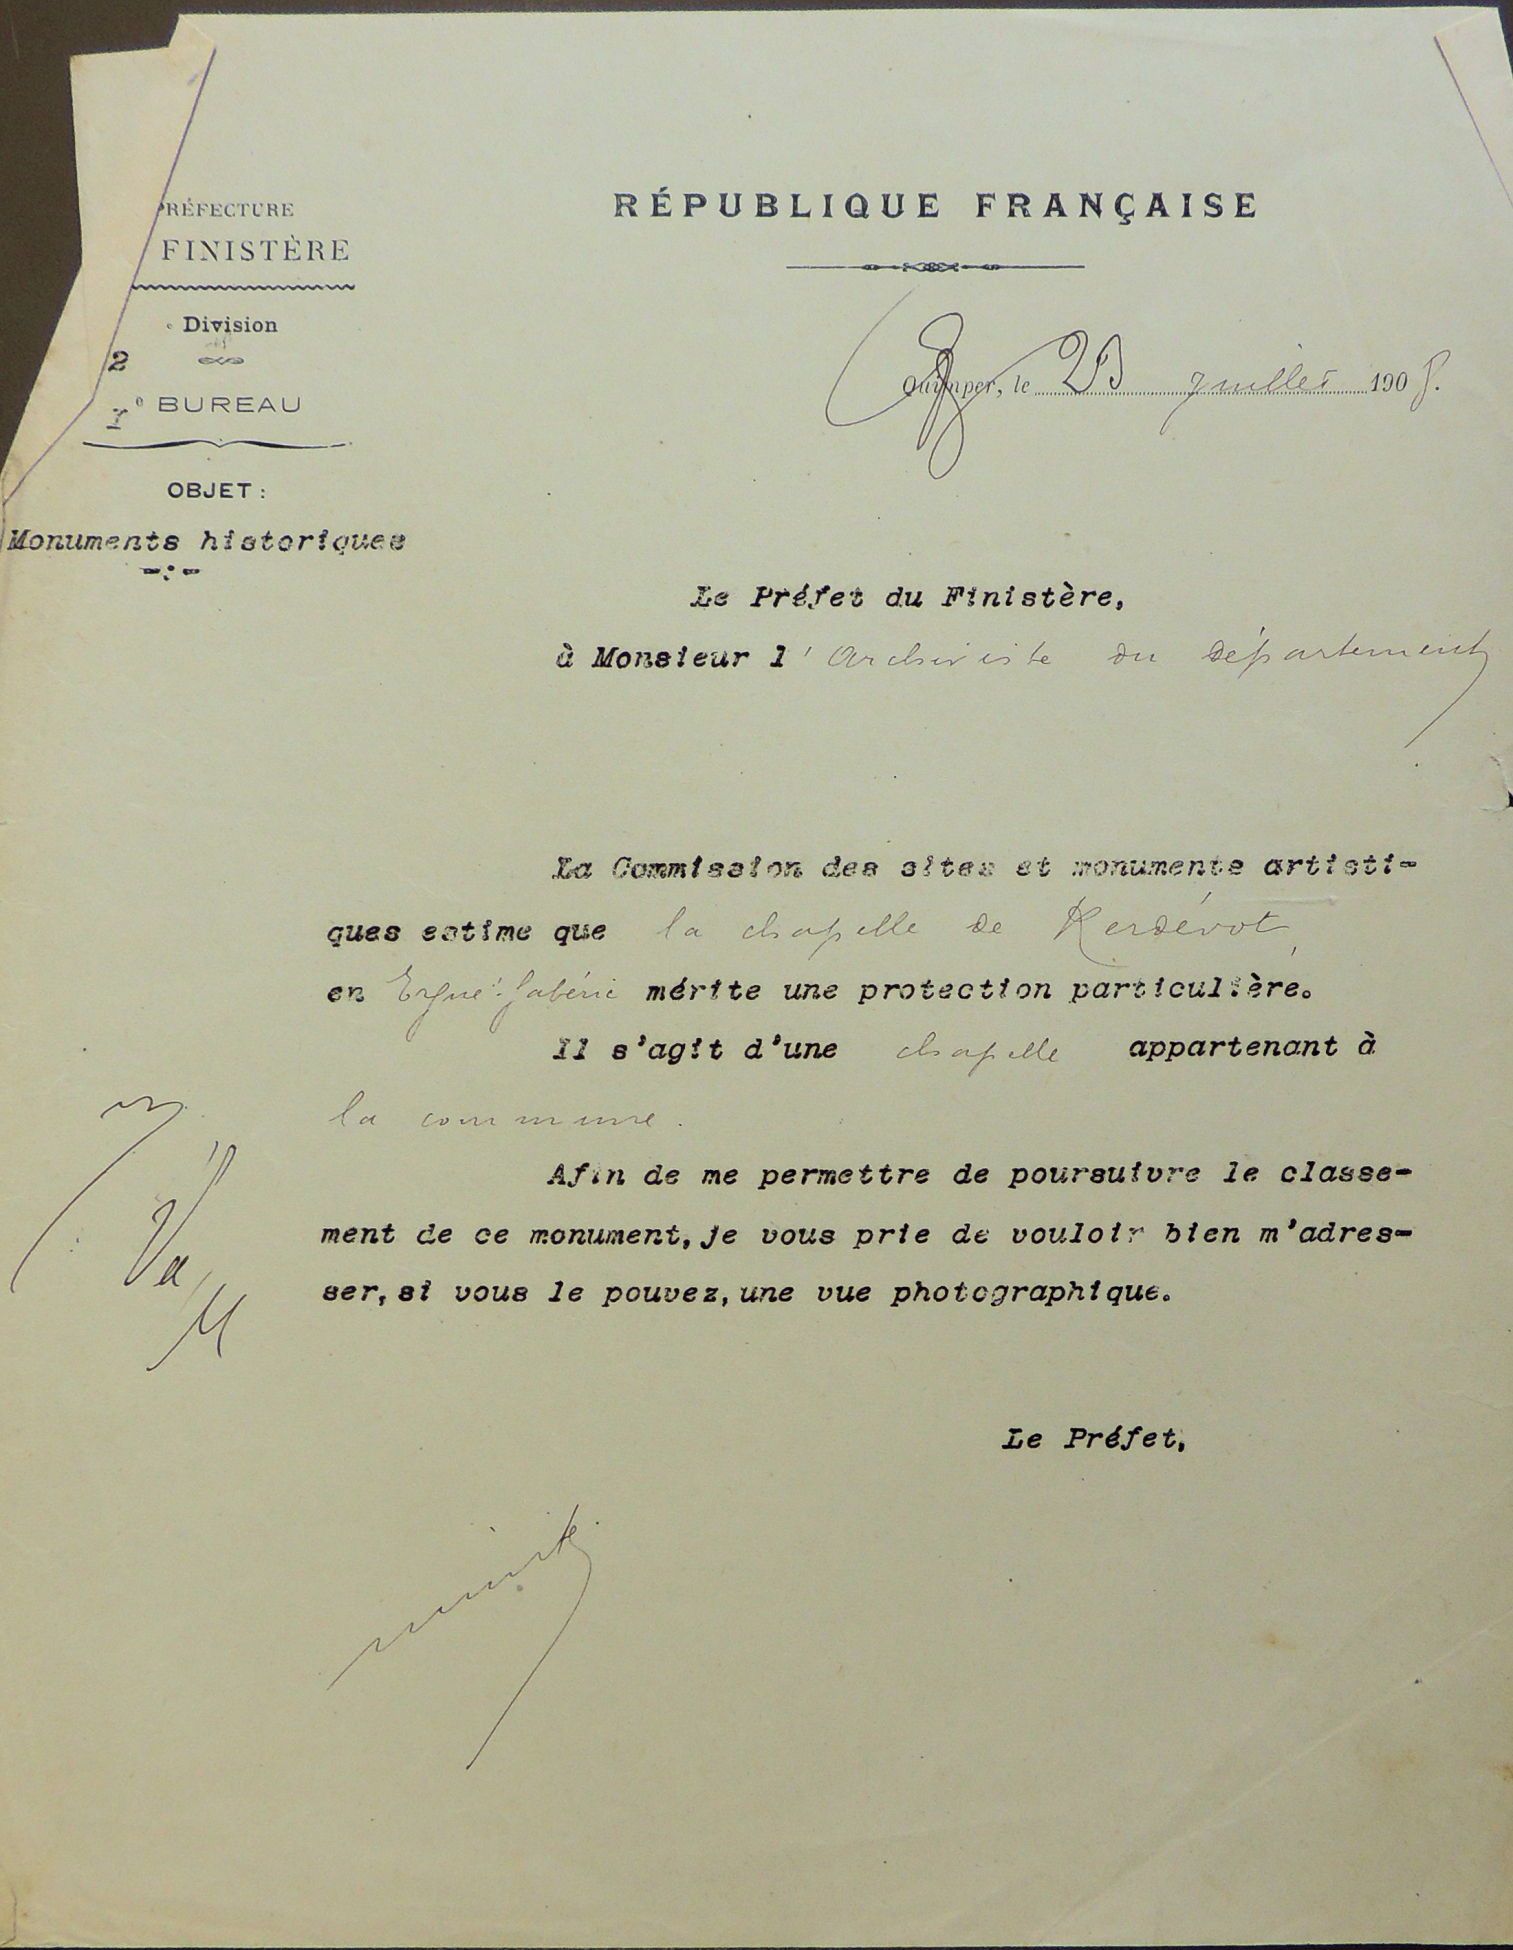 PRÉFECTURE
FINISTÈRE
Division
2
1º BUREAU
OBJET :
Monuments historiques
RÉPUBLIQUE FRANÇAISE
Quimper, le 23 juillet 1908.
Le Préfet du Finistère,
à Monsieur l'Archiviste du département
La Commission des sites et monuments artisti-
ques estime que la chapelle de Kerdévot,
en Ergué-Gabéric mérite une protection particulière.
Il s'agit d'une chapelle appartenant à
la commune.
Afin de me permettre de poursuivre le classe-
ment de ce monument, je vous prie de vouloir bien m'adres-
ser, si vous le pouvez, une vue photographique.
Vu
Le Préfet,
minute